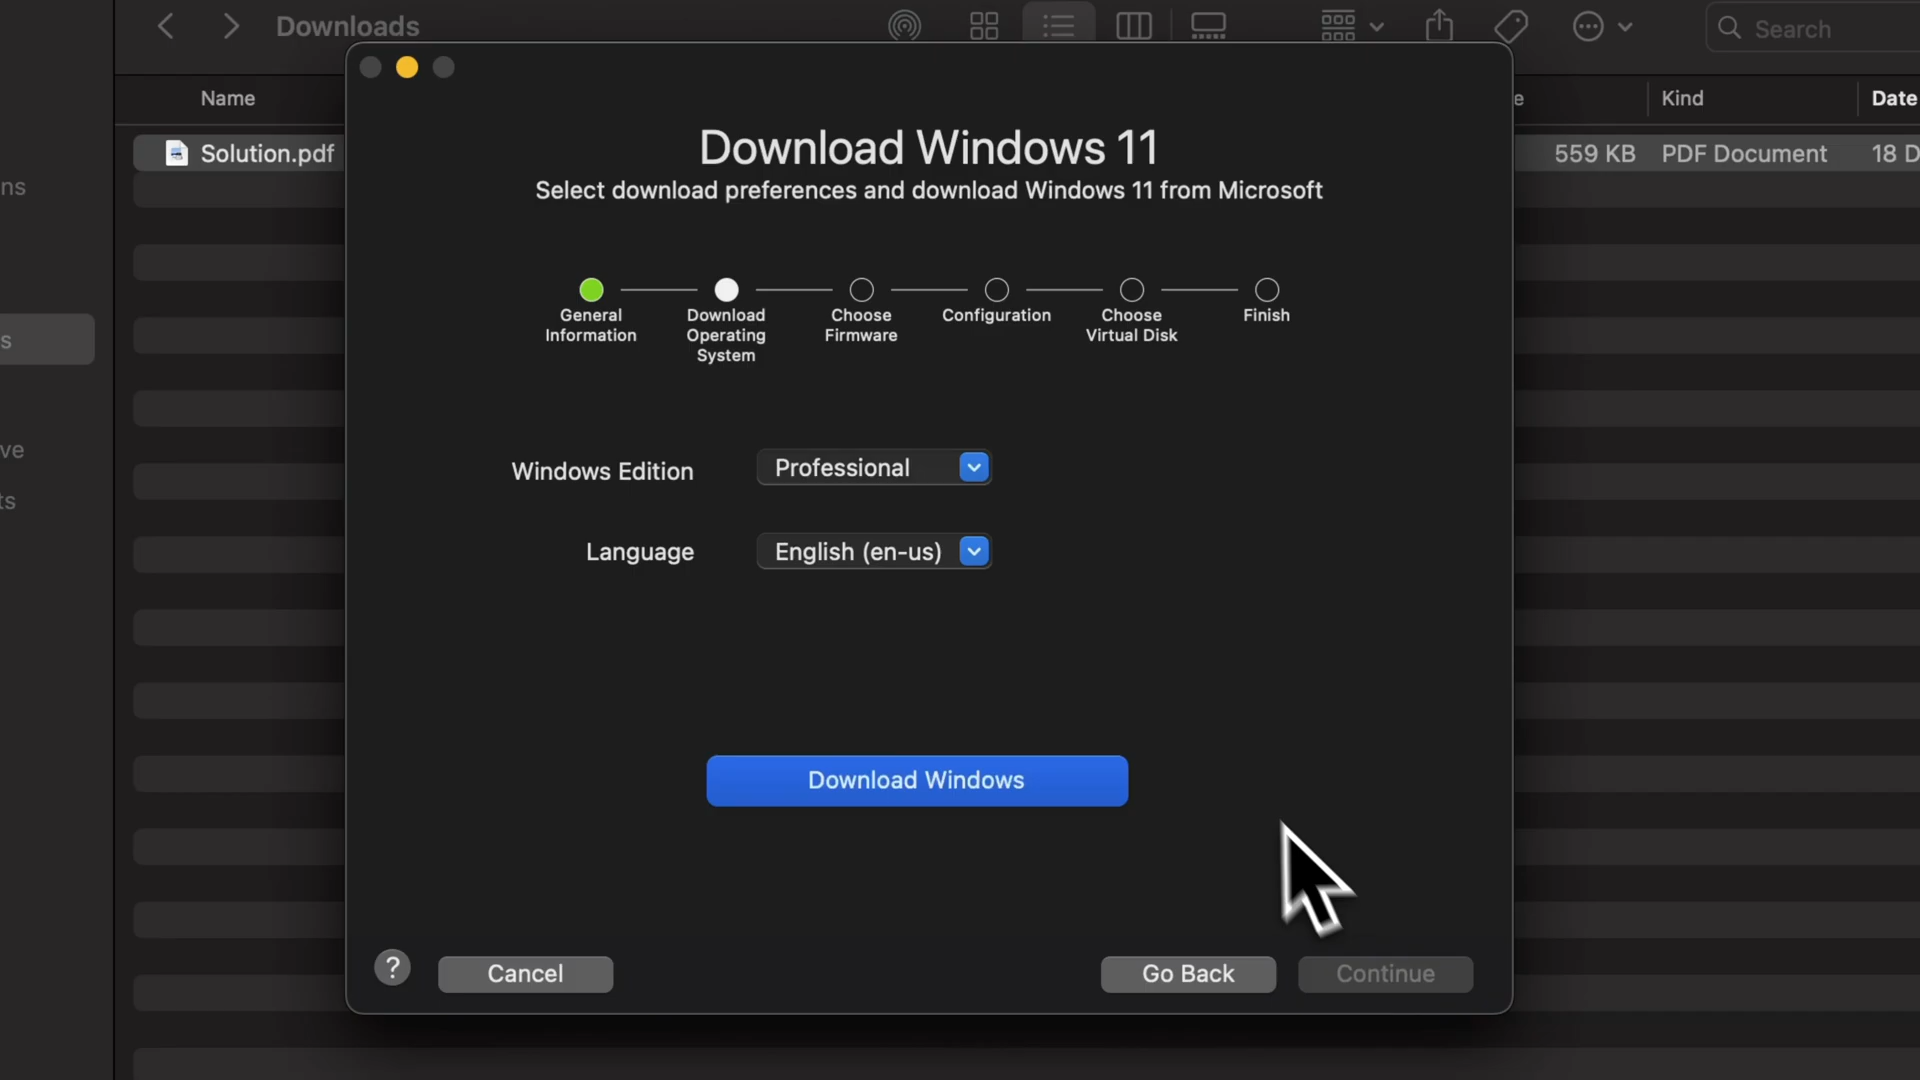 Downloads
Search
Name
e
Kind
Date
Solution.pdf
559 KB
PDF Document
18 D
ns
s
ve
ts
Download Windows 11
Select download preferences and download Windows 11 from Microsoft
General
Information
Download
Operating
System
Choose
Firmware
Configuration
Choose
Virtual Disk
Finish
Windows Edition
Professional
Language
English (en-us)
Download Windows
?
Cancel
Go Back
Continue